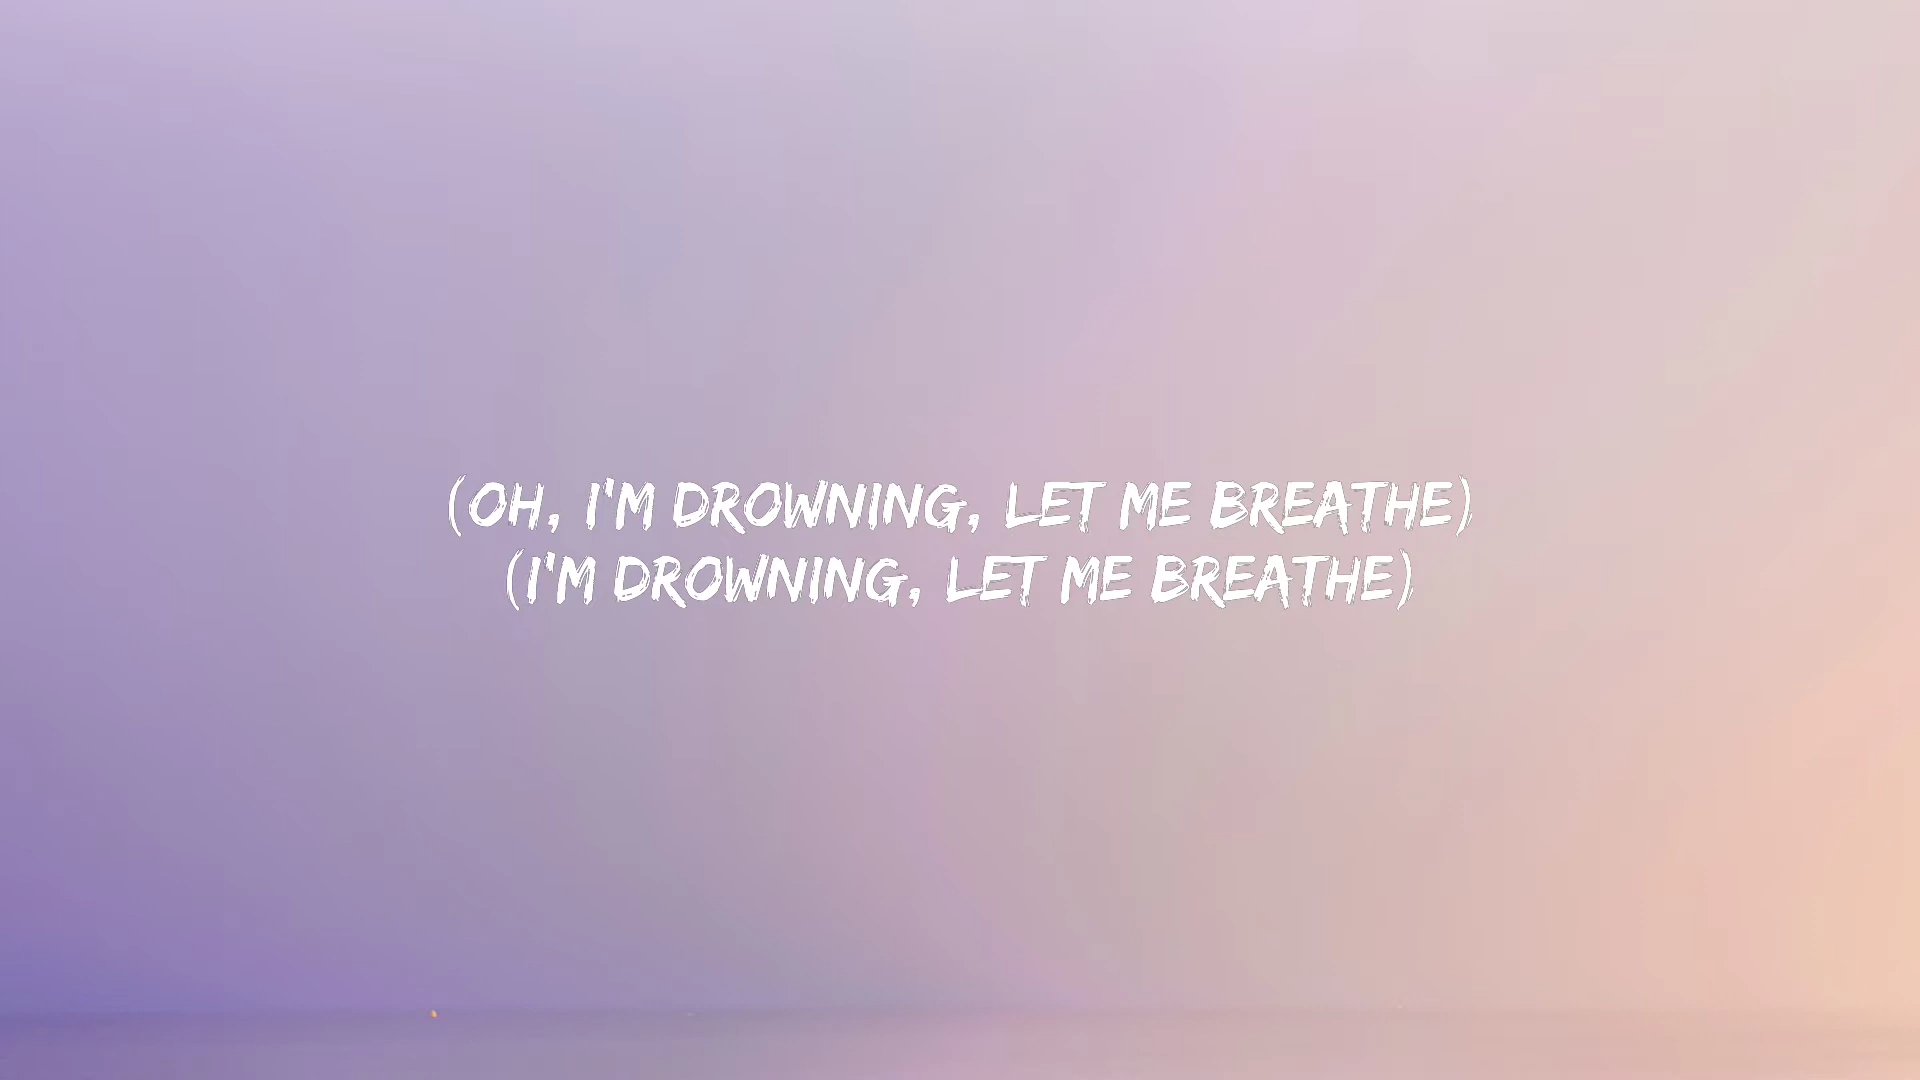 (OH, I'M DROWNING, LET ME BREATHE)
(I'M DROWNING, LET ME BREATHE)